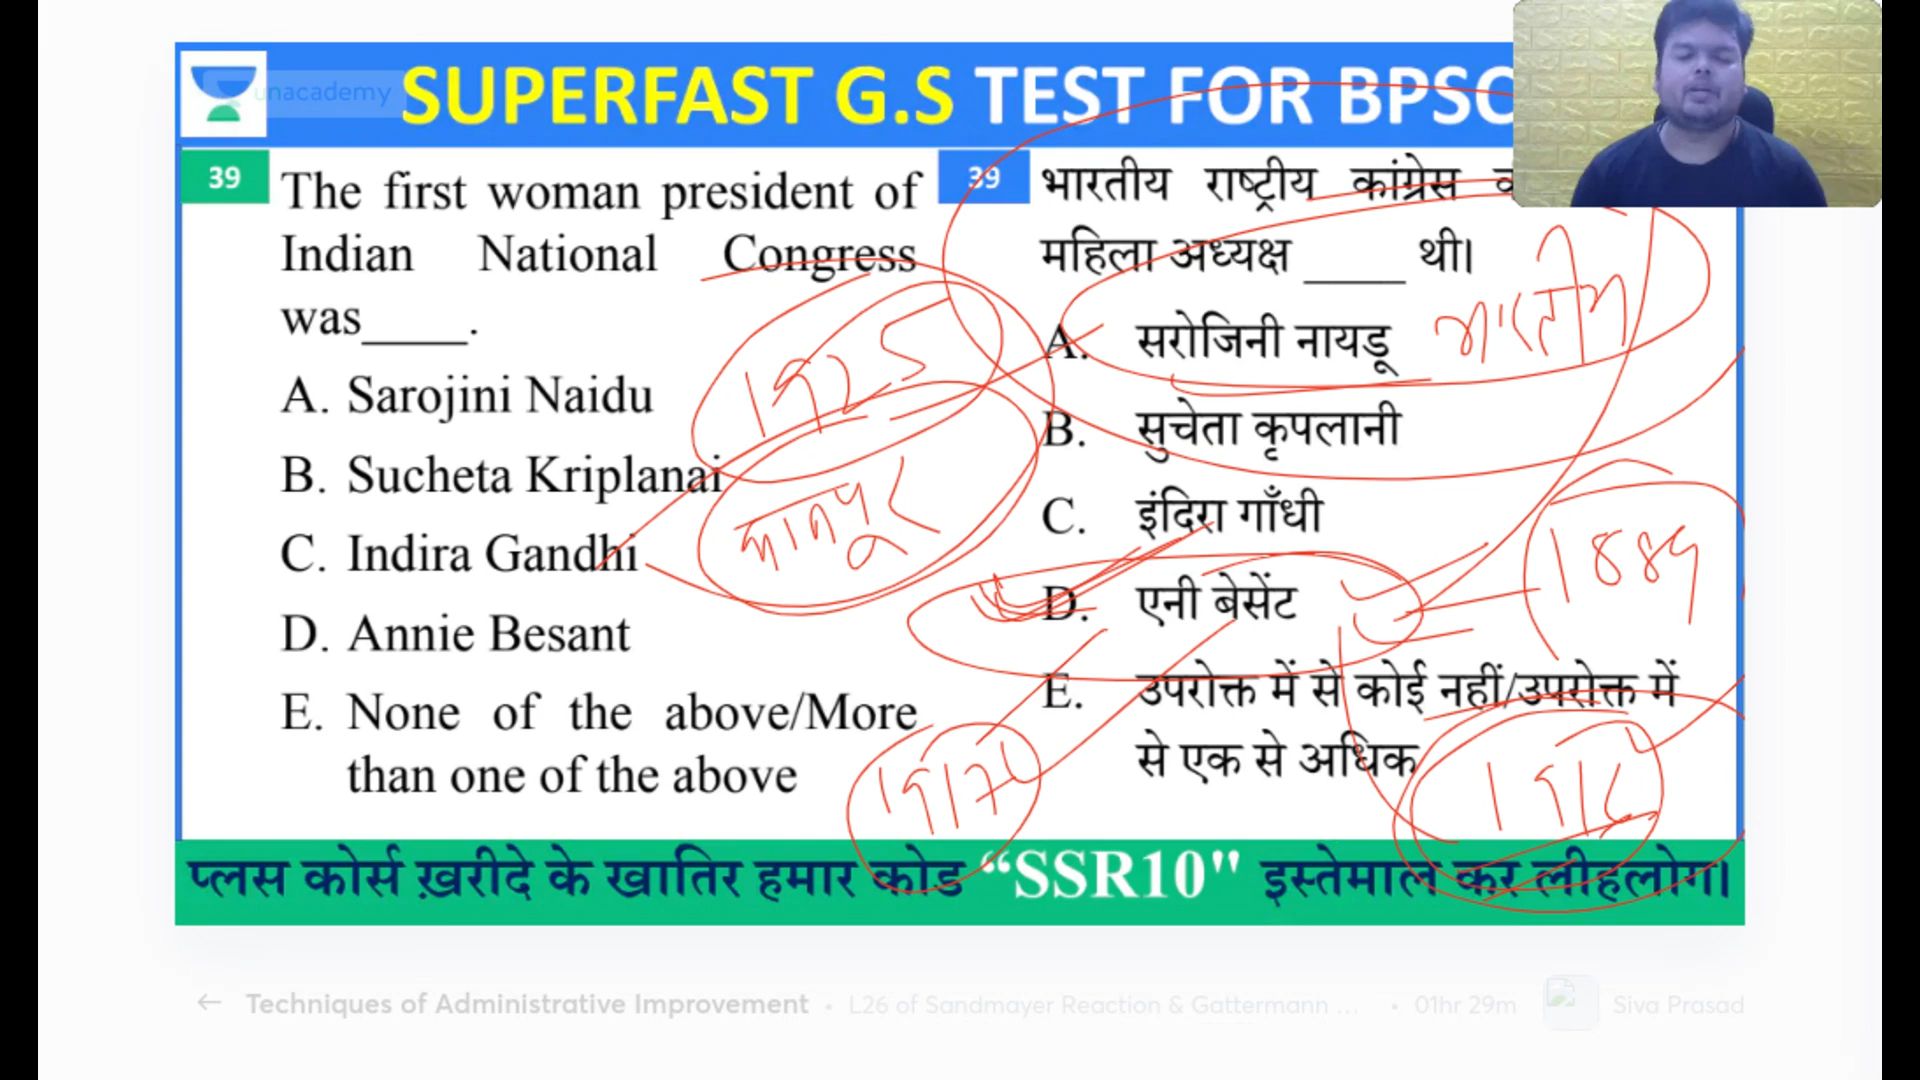 unacademy
SUPERFAST G.S TEST FOR BPSC
39
The first woman president of
Indian National Congress
was____.
A. Sarojini Naidu
B. Sucheta Kriplanai
C. Indira Gandhi
D. Annie Besant
E. None of the above/More
than one of the above
39
भारतीय राष्ट्रीय कांग्रेस
महिला अध्यक्ष ____ थी।
A. सरोजिनी नायडू
भारतीय
B. सुचेता कृपलानी
C. इंदिरा गाँधी
D. एनी बेसेंट
E. उपरोक्त में से कोई नहीं/उपरोक्त में
से एक से अधिक
1925
कानपुर
1889
1917
1916
प्लस कोर्स ख़रीदे के खातिर हमार कोड “SSR10" इस्तेमाल कर लीहलोग।
← Techniques of Administrative Improvement • L26 of Sandmayer Reaction & Gattermann ... • 01hr 29m Siva Prasad